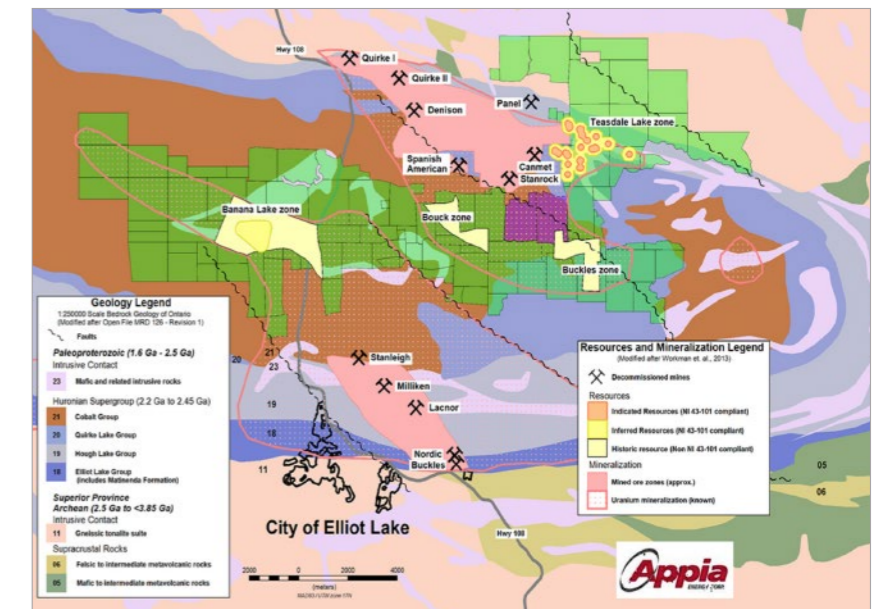 Hwy 108
Quirke I
Quirke II
Denison
Panel
Teasdale Lake zone
Spanish
American
Canmet
Stanrock
Banana Lake zone
Bouck zone
Buckles zone
Geology Legend
1:250000 Scale Bedrock Geology of Ontario
(Modified after Open File MRD 126 - Revision 1)
Faults
Paleoproterozoic (1.6 Ga - 2.5 Ga)
Intrusive Contact
23 Mafic and related intrusive rocks
Huronian Supergroup (2.2 Ga to 2.45 Ga)
21 Cobalt Group
20 Quirke Lake Group
19 Hough Lake Group
18 Elliot Lake Group
(includes Matinenda Formation)
Superior Province
Archean (2.5 Ga to <3.85 Ga)
Intrusive Contact
11 Gneissic tonalite suite
Supracrustal Rocks
06 Felsic to intermediate metavolcanic rocks
05 Mafic to intermediate metavolcanic rocks
20
21
23
19
18
11
Stanleigh
Milliken
Lacnor
Nordic
Buckles
City of Elliot Lake
Hwy 108
2000 0 2000 4000
(meters)
Resources and Mineralization Legend
(Modified after Workman et. al., 2013)
Decommissioned mines
Resources
Indicated Resources (NI 43-101 compliant)
Inferred Resources (NI 43-101 compliant)
Historic resource (Non NI 43-101 compliant)
Mineralization
Mined ore zones (approx.)
Uranium mineralization (known)
05
06
Appia
ENERGY CORP.